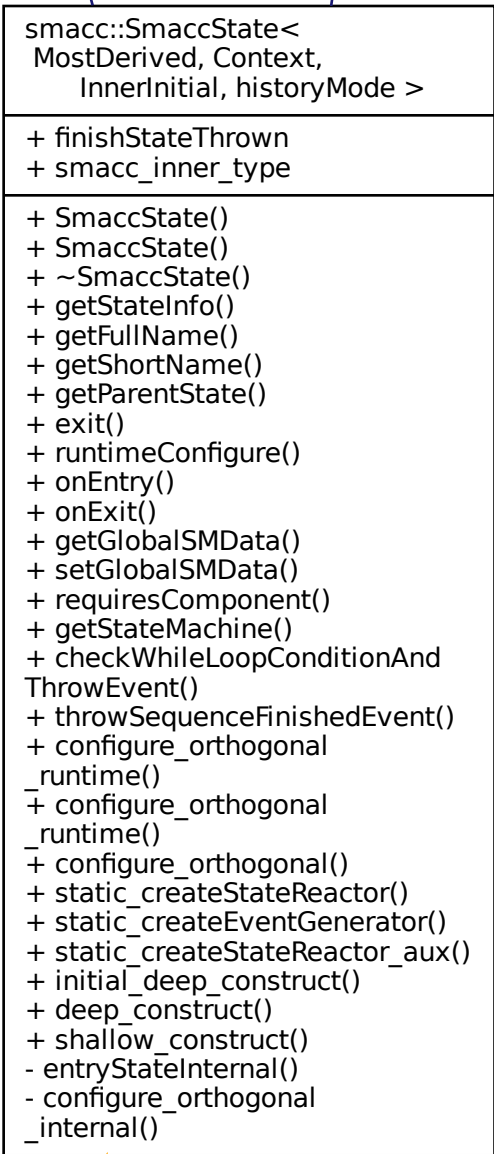 smacc::SmaccState<
MostDerived, Context,
InnerInitial, historyMode >
+ finishStateThrown
+ smacc_inner_type
+ SmaccState()
+ SmaccState()
+ ~SmaccState()
+ getStateInfo()
+ getFullName()
+ getShortName()
+ getParentState()
+ exit()
+ runtimeConfigure()
+ onEntry()
+ onExit()
+ getGlobalSMData()
+ setGlobalSMData()
+ requiresComponent()
+ getStateMachine()
+ checkWhileLoopConditionAnd
ThrowEvent()
+ throwSequenceFinishedEvent()
+ configure_orthogonal
_runtime()
+ configure_orthogonal
_runtime()
+ configure_orthogonal()
+ static_createStateReactor()
+ static_createEventGenerator()
+ static_createStateReactor_aux()
+ initial_deep_construct()
+ deep_construct()
+ shallow_construct()
- entryStateInternal()
- configure_orthogonal
_internal()